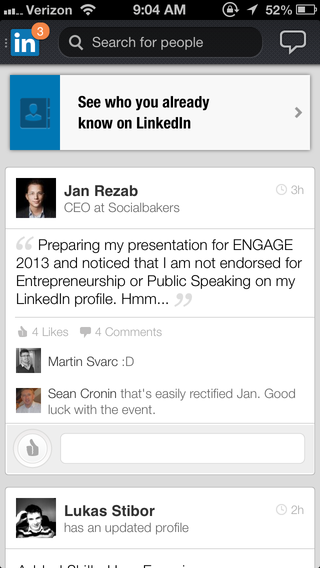 Verizon 9:04 AM 52%
in 3 Search for people
See who you already
know on LinkedIn
Jan Rezab 3h
CEO at Socialbakers
“ Preparing my presentation for ENGAGE
2013 and noticed that I am not endorsed for
Entrepreneurship or Public Speaking on my
LinkedIn profile. Hmm... ”
4 Likes 4 Comments
Martin Svarc :D
Sean Cronin that's easily rectified Jan. Good
luck with the event.
Lukas Stibor 2h
has an updated profile